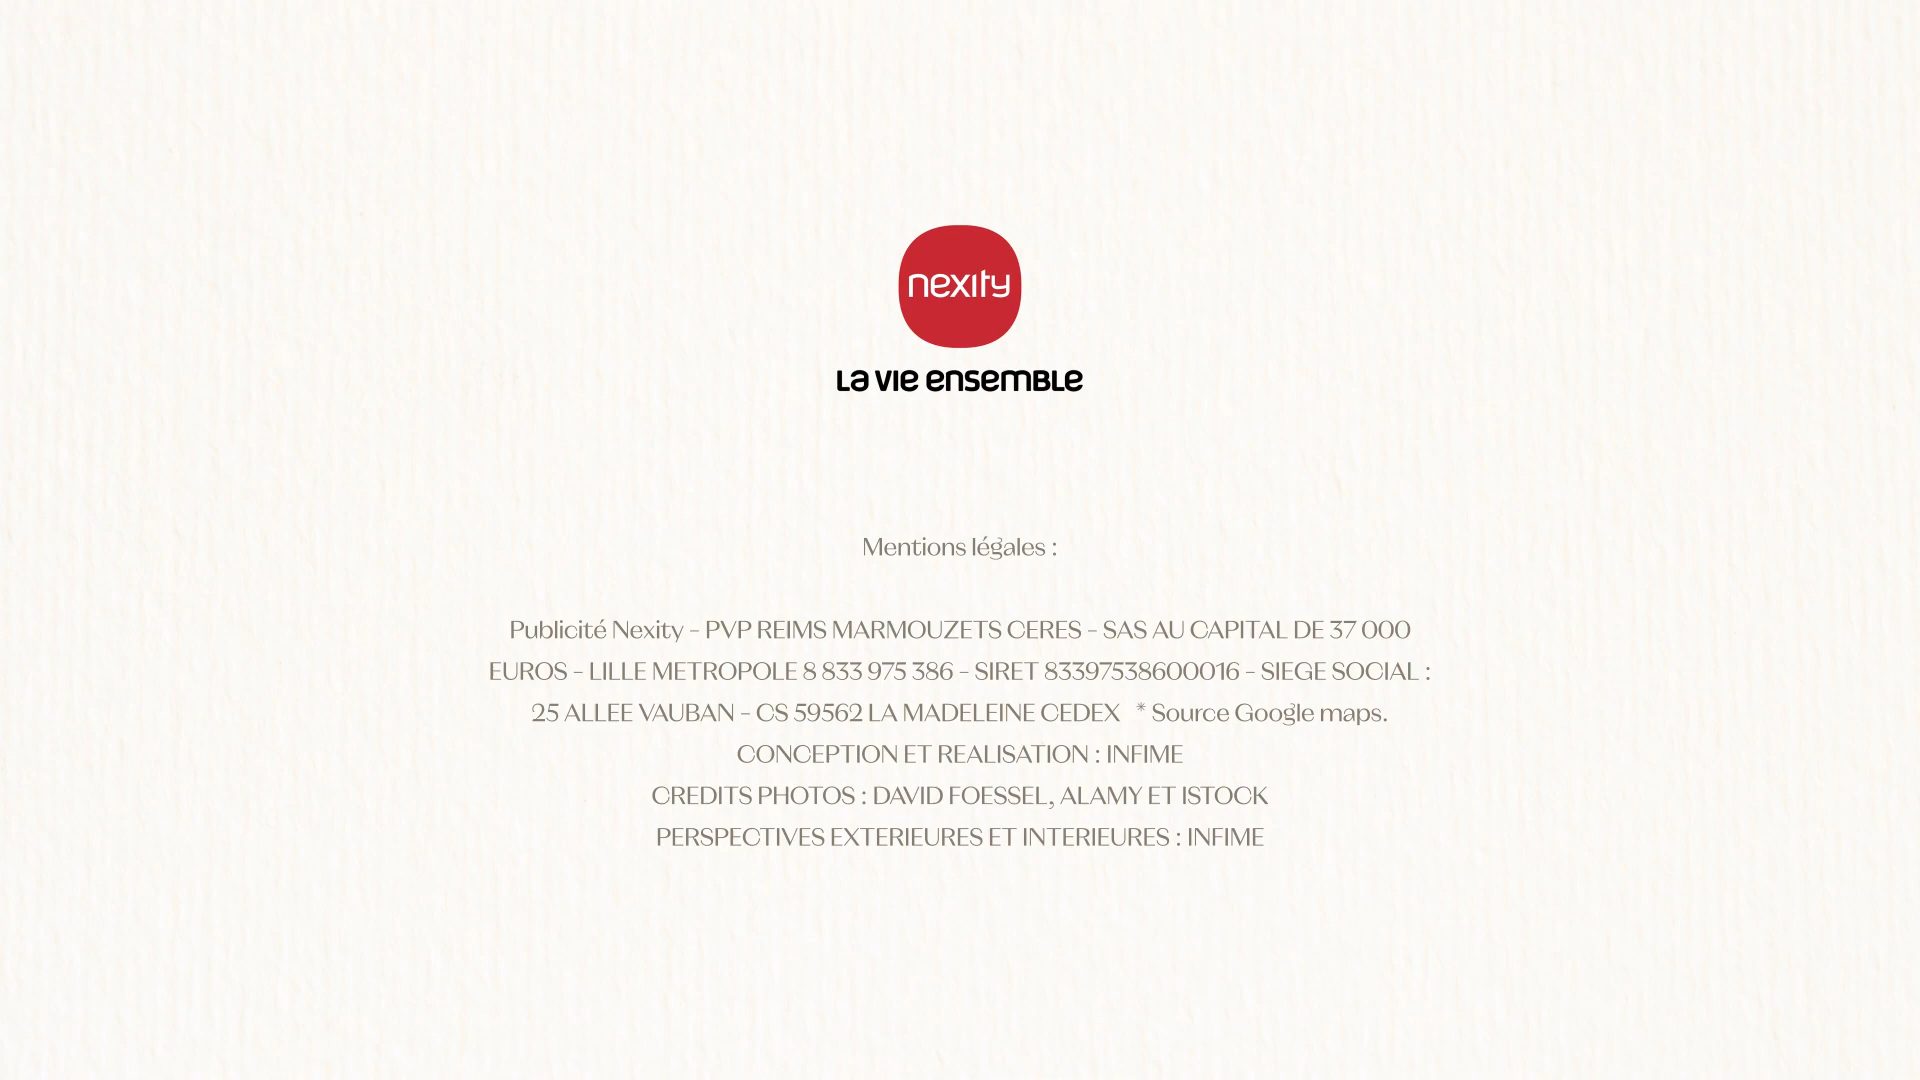 nexity
La vie ensemble
Mentions légales :
Publicité Nexity - PVP REIMS MARMOUZETS CERES - SAS AU CAPITAL DE 37 000
EUROS - LILLE METROPOLE 8 833 975 386 - SIRET 83397538600016 - SIEGE SOCIAL :
25 ALLEE VAUBAN - CS 59562 LA MADELEINE CEDEX * Source Google maps.
CONCEPTION ET REALISATION : INFIME
CREDITS PHOTOS : DAVID FOESSEL, ALAMY ET ISTOCK
PERSPECTIVES EXTERIEURES ET INTERIEURES : INFIME